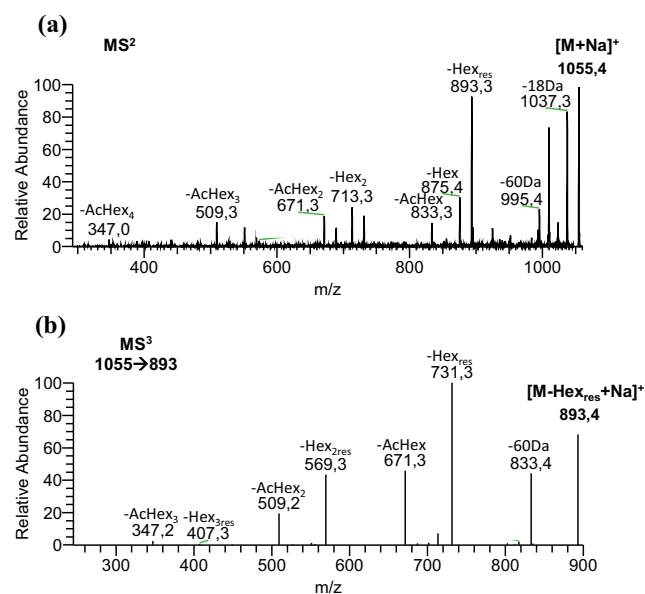 (a)
MS²
[M+Na]⁺
1055,4
-Hexres
893,3
-18Da
1037,3
-Hex
875,4
-AcHex
833,3
-60Da
995,4
-Hex₂
713,3
-AcHex₂
671,3
-AcHex₃
509,3
-AcHex₄
347,0
Relative Abundance
100
80
60
40
20
0
400
600
800
1000
m/z
(b)
MS³
1055→893
-Hexres
731,3
[M-Hexres+Na]⁺
893,4
-Hex2res
569,3
-AcHex
671,3
-60Da
833,4
-AcHex₂
509,2
-AcHex₃
347,2
-Hex3res
407,3
Relative Abundance
100
80
60
40
20
0
300
400
500
600
700
800
900
m/z